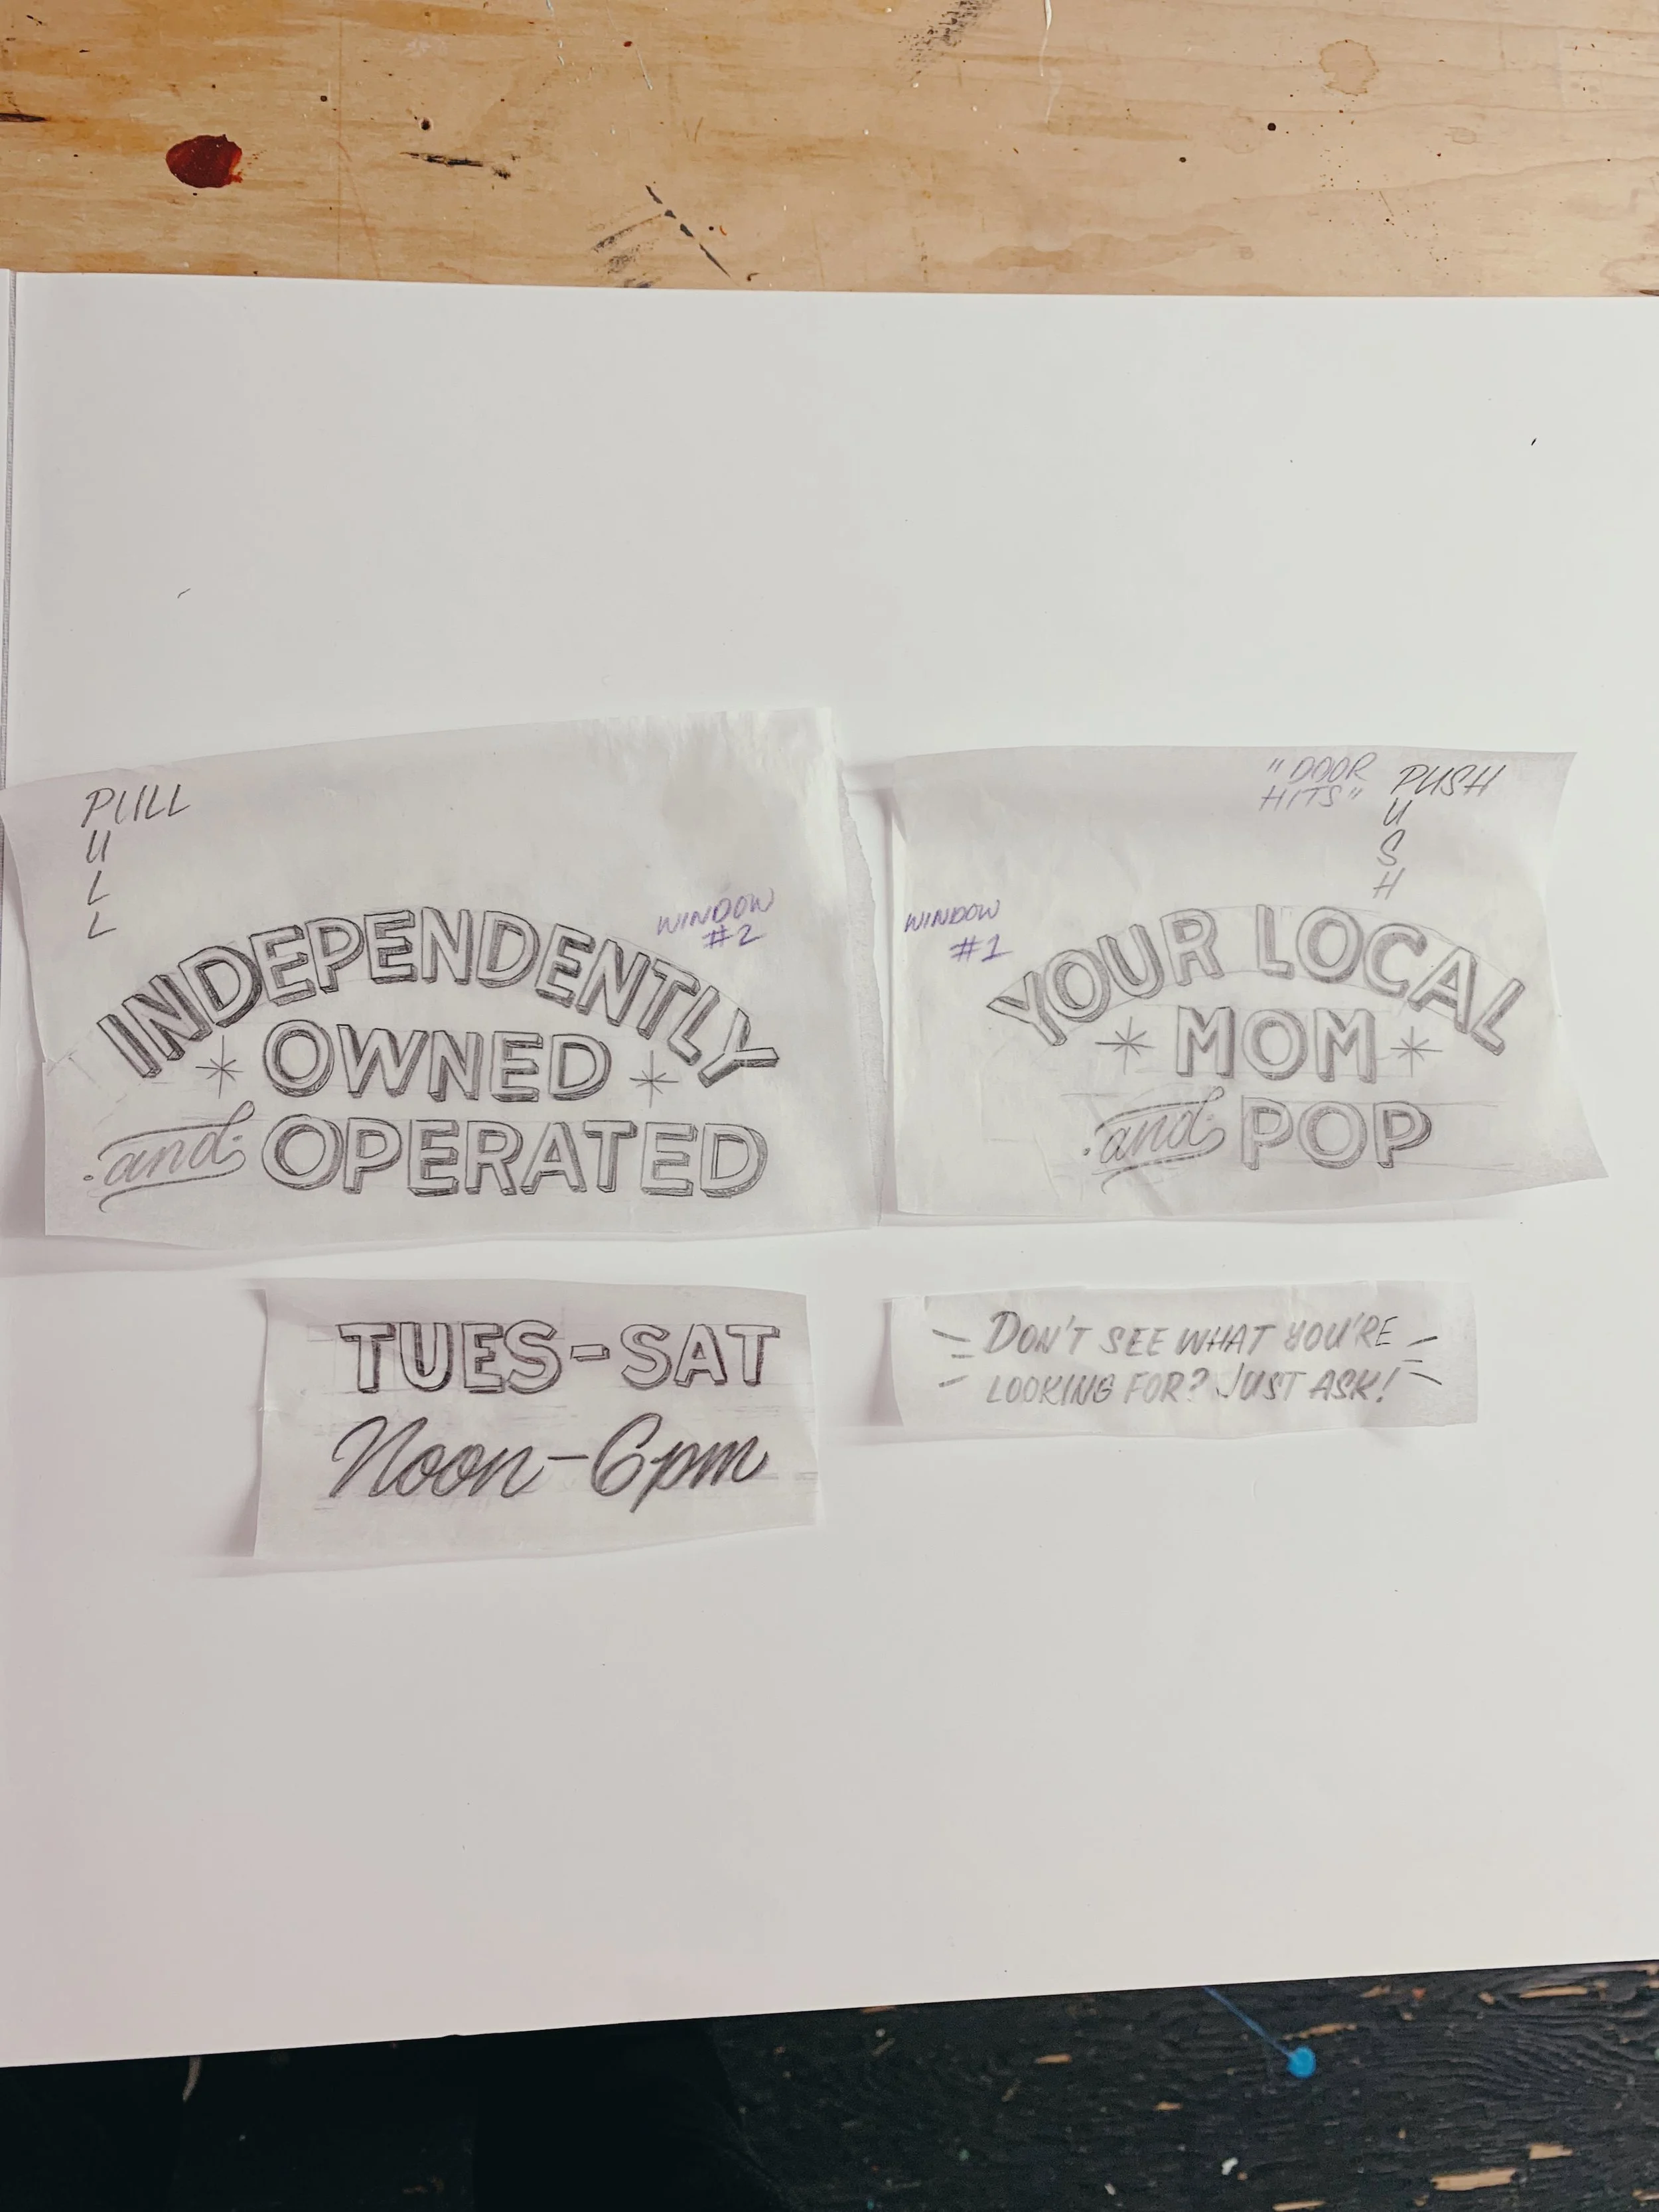 PULL
U
L
L
WINDOW
#2
INDEPENDENTLY
OWNED
and OPERATED
"DOOR
HITS"
PUSH
U
S
H
WINDOW
#1
YOUR LOCAL
MOM
and POP
TUES-SAT
Noon-6pm
DON'T SEE WHAT YOU'RE
LOOKING FOR? JUST ASK!